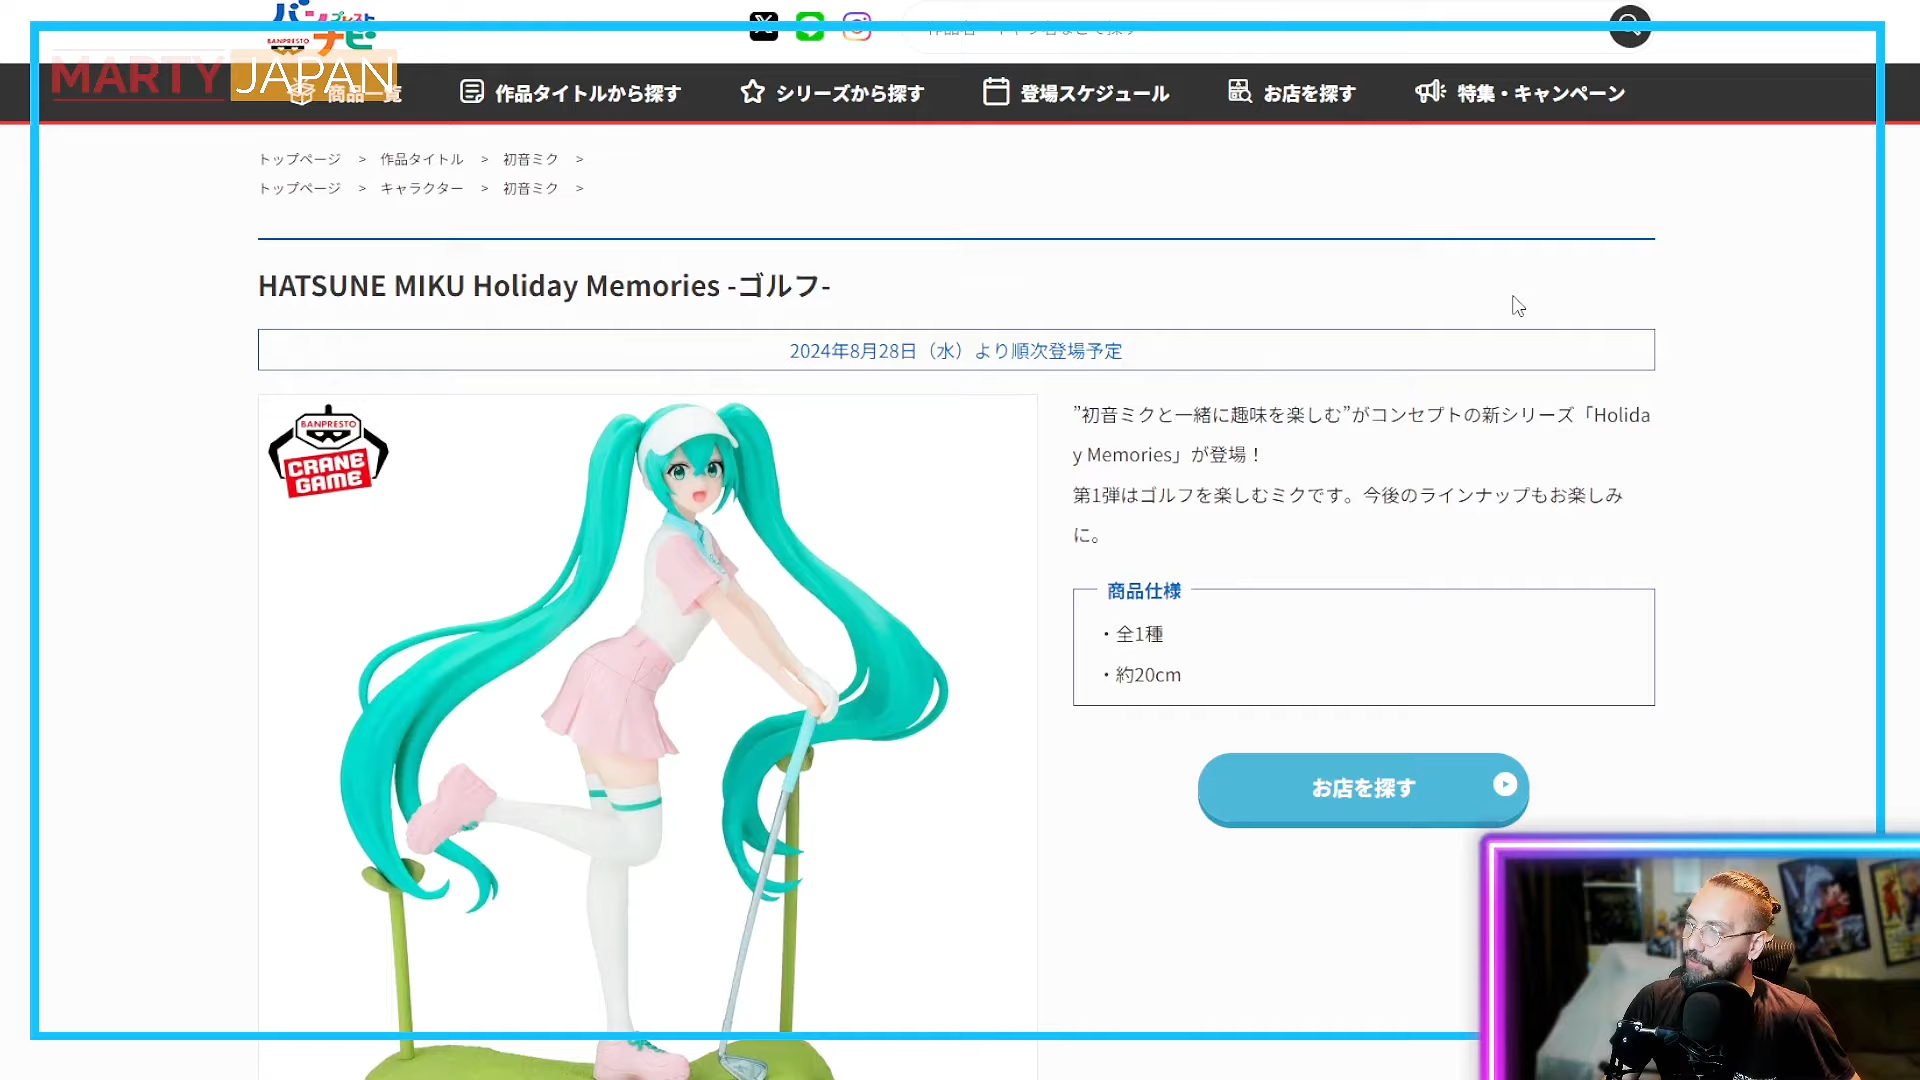 バンプレスト
ナビ
BANPRESTO
MARTY JAPAN
商品一覧
作品タイトルから探す
シリーズから探す
登場スケジュール
お店を探す
特集・キャンペーン
トップページ > 作品タイトル > 初音ミク >
トップページ > キャラクター > 初音ミク >
HATSUNE MIKU Holiday Memories -ゴルフ-
2024年8月28日（水）より順次登場予定
BANPRESTO
CRANE
GAME
”初音ミクと一緒に趣味を楽しむ”がコンセプトの新シリーズ「Holida
y Memories」が登場！
第1弾はゴルフを楽しむミクです。今後のラインナップもお楽しみ
に。
商品仕様
・全1種
・約20cm
お店を探す